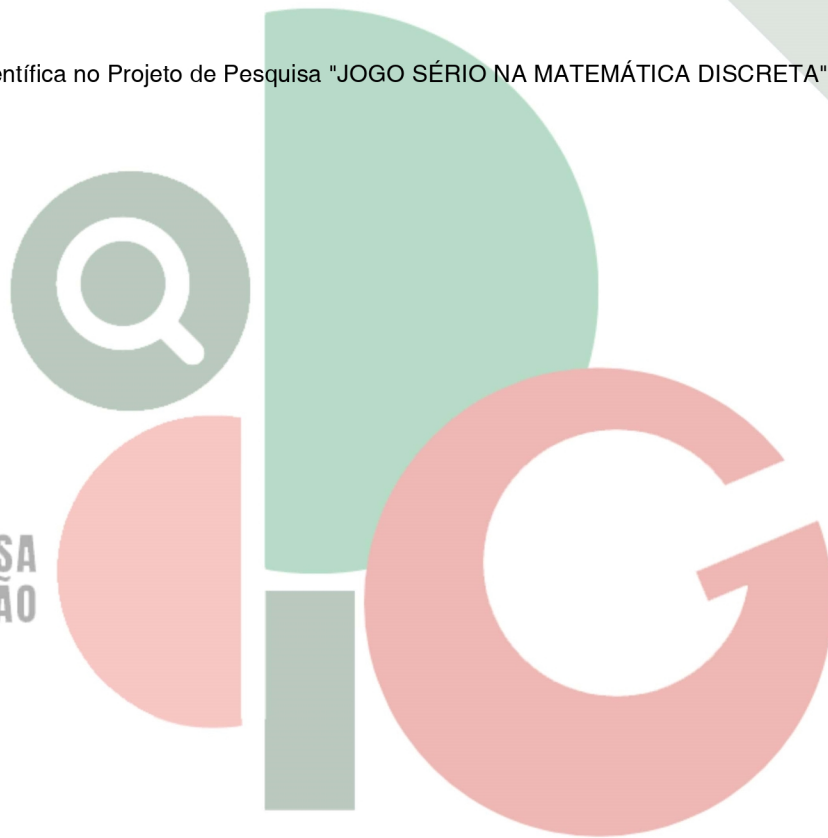 entífica no Projeto de Pesquisa "JOGO SÉRIO NA MATEMÁTICA DISCRETA"
SA
ÃO